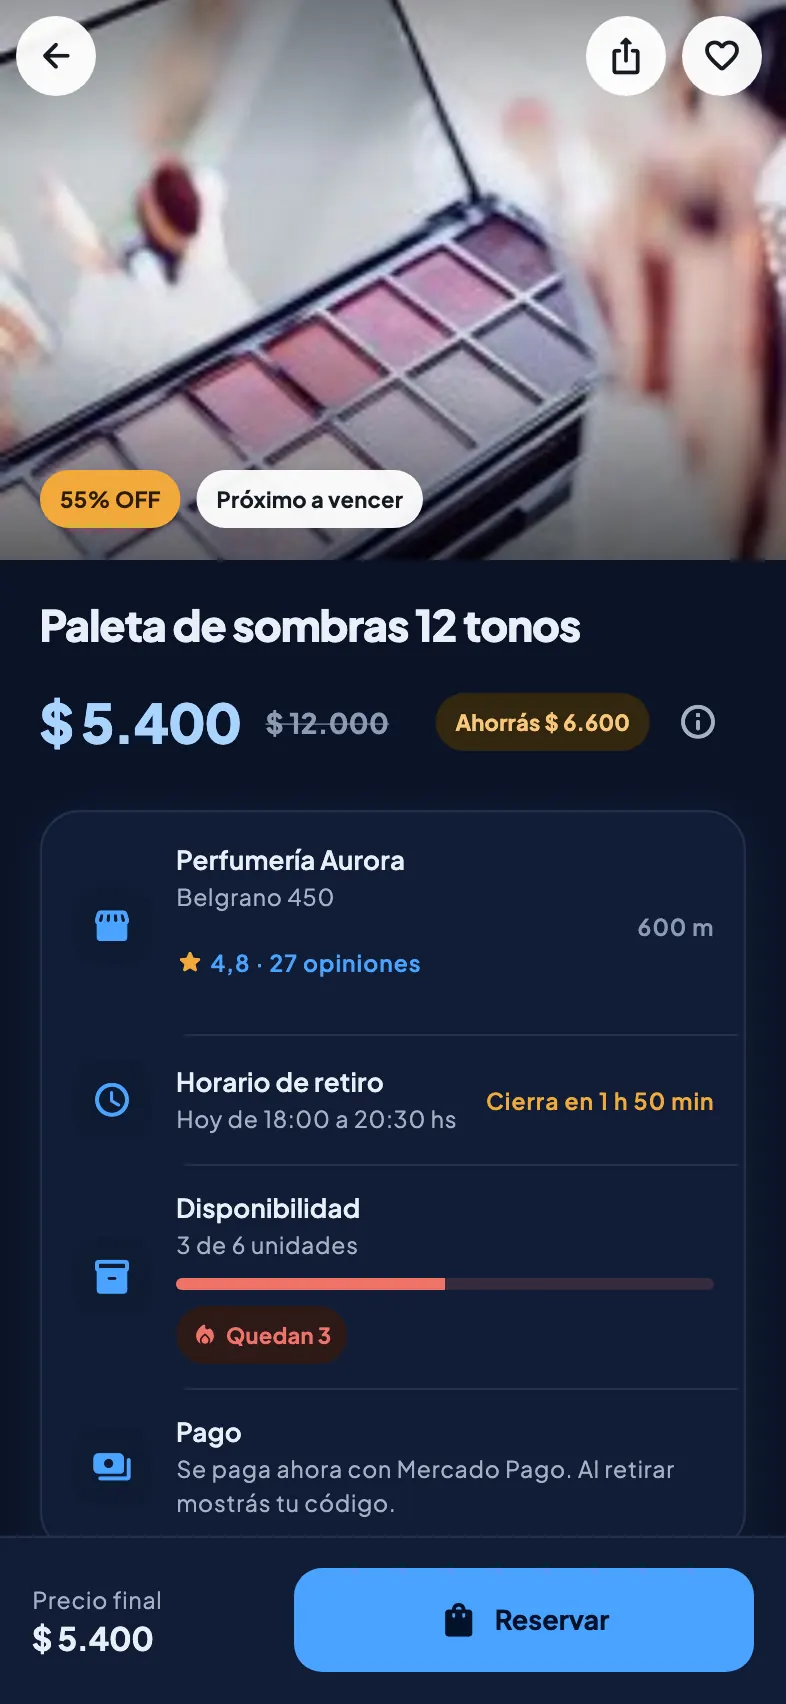 55% OFF
Próximo a vencer
Paleta de sombras 12 tonos
$ 5.400
$ 12.000
Ahorrás $ 6.600
Perfumería Aurora
Belgrano 450
600 m
4,8 · 27 opiniones
Horario de retiro
Hoy de 18:00 a 20:30 hs
Cierra en 1 h 50 min
Disponibilidad
3 de 6 unidades
Quedan 3
Pago
Se paga ahora con Mercado Pago. Al retirar
mostrás tu código.
Precio final
$ 5.400
Reservar